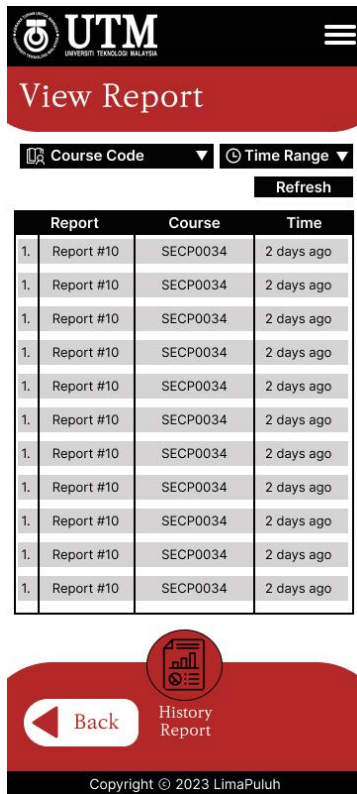 UTM
UNIVERSITI TEKNOLOGI MALAYSIA
View Report
Course Code
Time Range
Refresh
Report Course Time
1. Report #10 SECP0034 2 days ago
1. Report #10 SECP0034 2 days ago
1. Report #10 SECP0034 2 days ago
1. Report #10 SECP0034 2 days ago
1. Report #10 SECP0034 2 days ago
1. Report #10 SECP0034 2 days ago
1. Report #10 SECP0034 2 days ago
1. Report #10 SECP0034 2 days ago
1. Report #10 SECP0034 2 days ago
1. Report #10 SECP0034 2 days ago
1. Report #10 SECP0034 2 days ago
Back
History
Report
Copyright © 2023 LimaPuluh